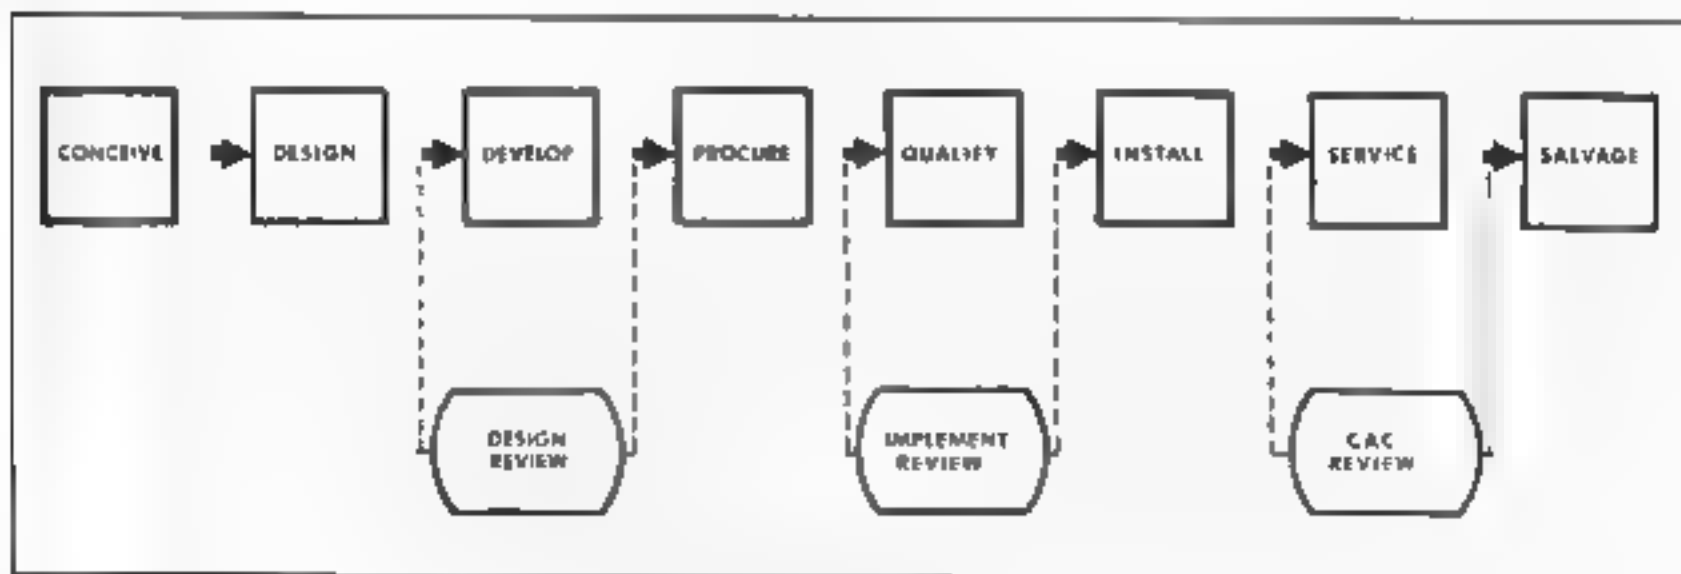 CONCEIVE
DESIGN
DEVELOP
PROCURE
QUALIFY
INSTALL
SERVICE
SALVAGE
DESIGN
REVIEW
IMPLEMENT
REVIEW
CAC
REVIEW